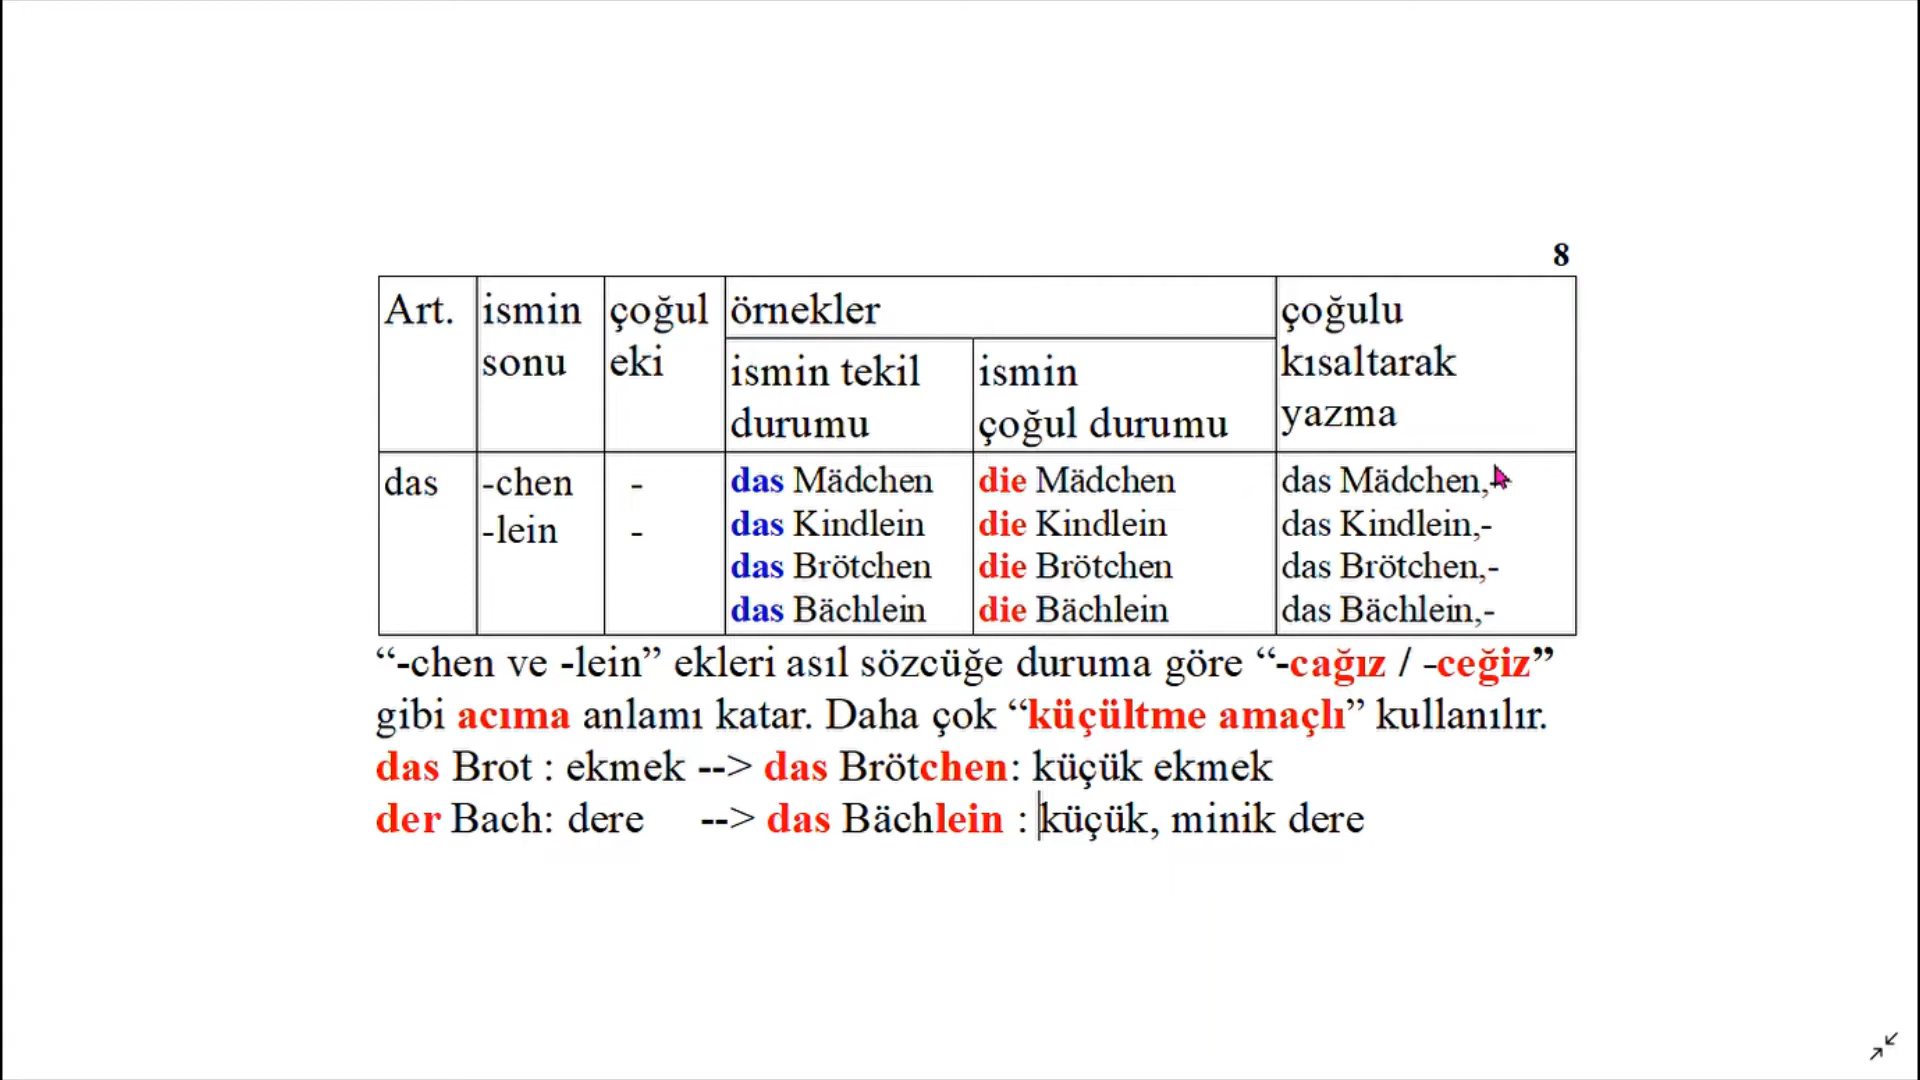 8
Art.
ismin
sonu
çoğul
eki
örnekler
ismin tekil
durumu
ismin
çoğul durumu
çoğulu
kısaltarak
yazma
das
-chen
-lein
-
-
das Mädchen
das Kindlein
das Brötchen
das Bächlein
die Mädchen
die Kindlein
die Brötchen
die Bächlein
das Mädchen,-
das Kindlein,-
das Brötchen,-
das Bächlein,-
“-chen ve -lein” ekleri asıl sözcüğe duruma göre “-cağız / -ceğiz”
gibi acıma anlamı katar. Daha çok “küçültme amaçlı” kullanılır.
das Brot : ekmek --> das Brötchen: küçük ekmek
der Bach: dere --> das Bächlein : küçük, minik dere